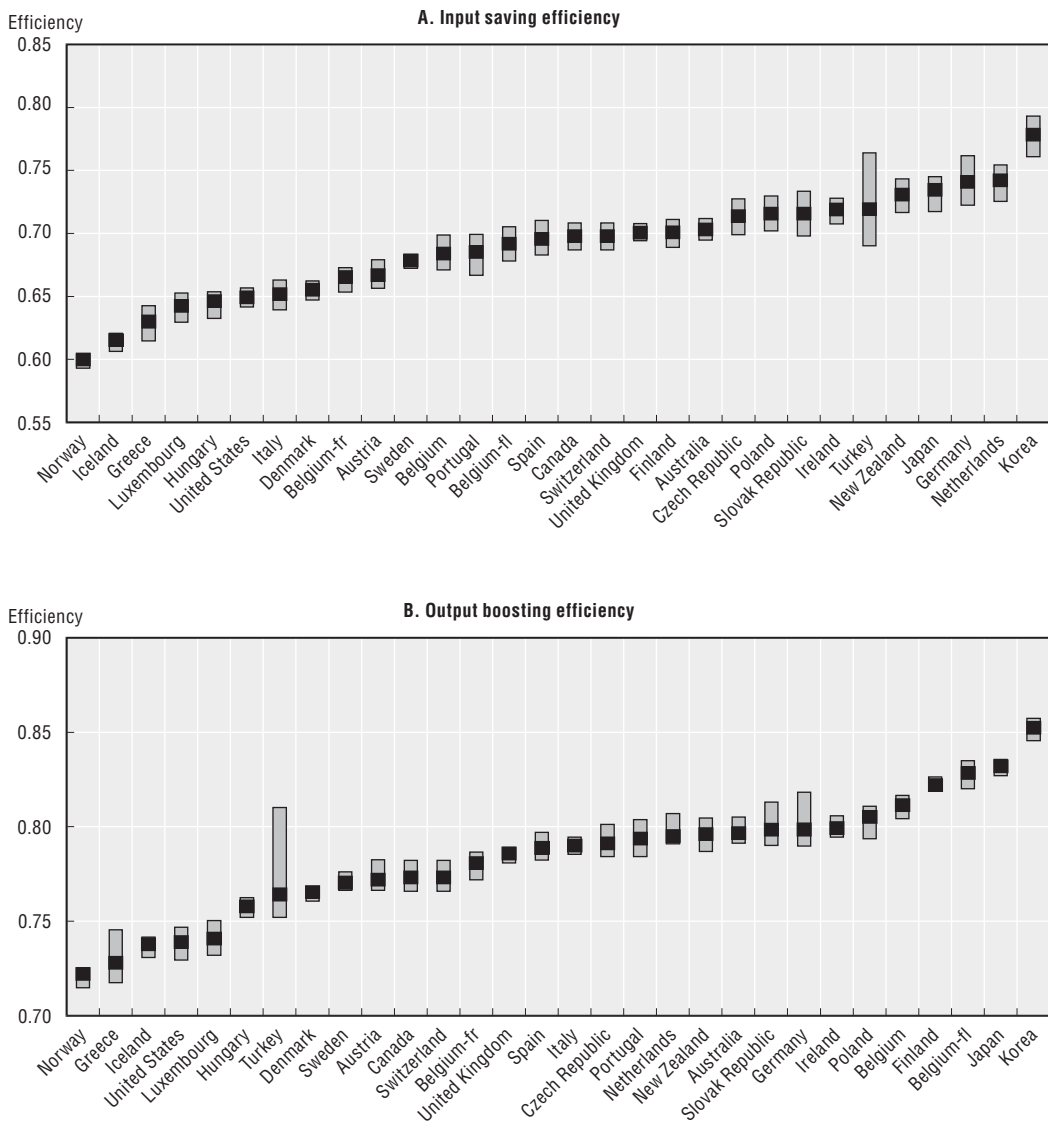 A. Input saving efficiency
Efficiency
0.85
0.80
0.75
0.70
0.65
0.60
0.55
Norway
Iceland
Greece
Luxembourg
Hungary
United States
Italy
Denmark
Belgium-fr
Austria
Sweden
Belgium
Portugal
Belgium-fl
Spain
Canada
Switzerland
United Kingdom
Finland
Australia
Czech Republic
Poland
Slovak Republic
Ireland
Turkey
New Zealand
Japan
Germany
Netherlands
Korea
B. Output boosting efficiency
Efficiency
0.90
0.85
0.80
0.75
0.70
Norway
Greece
Iceland
United States
Luxembourg
Hungary
Turkey
Denmark
Sweden
Austria
Canada
Switzerland
Belgium-fr
United Kingdom
Spain
Italy
Czech Republic
Portugal
Netherlands
New Zealand
Australia
Slovak Republic
Germany
Ireland
Poland
Belgium
Finland
Belgium-fl
Japan
Korea